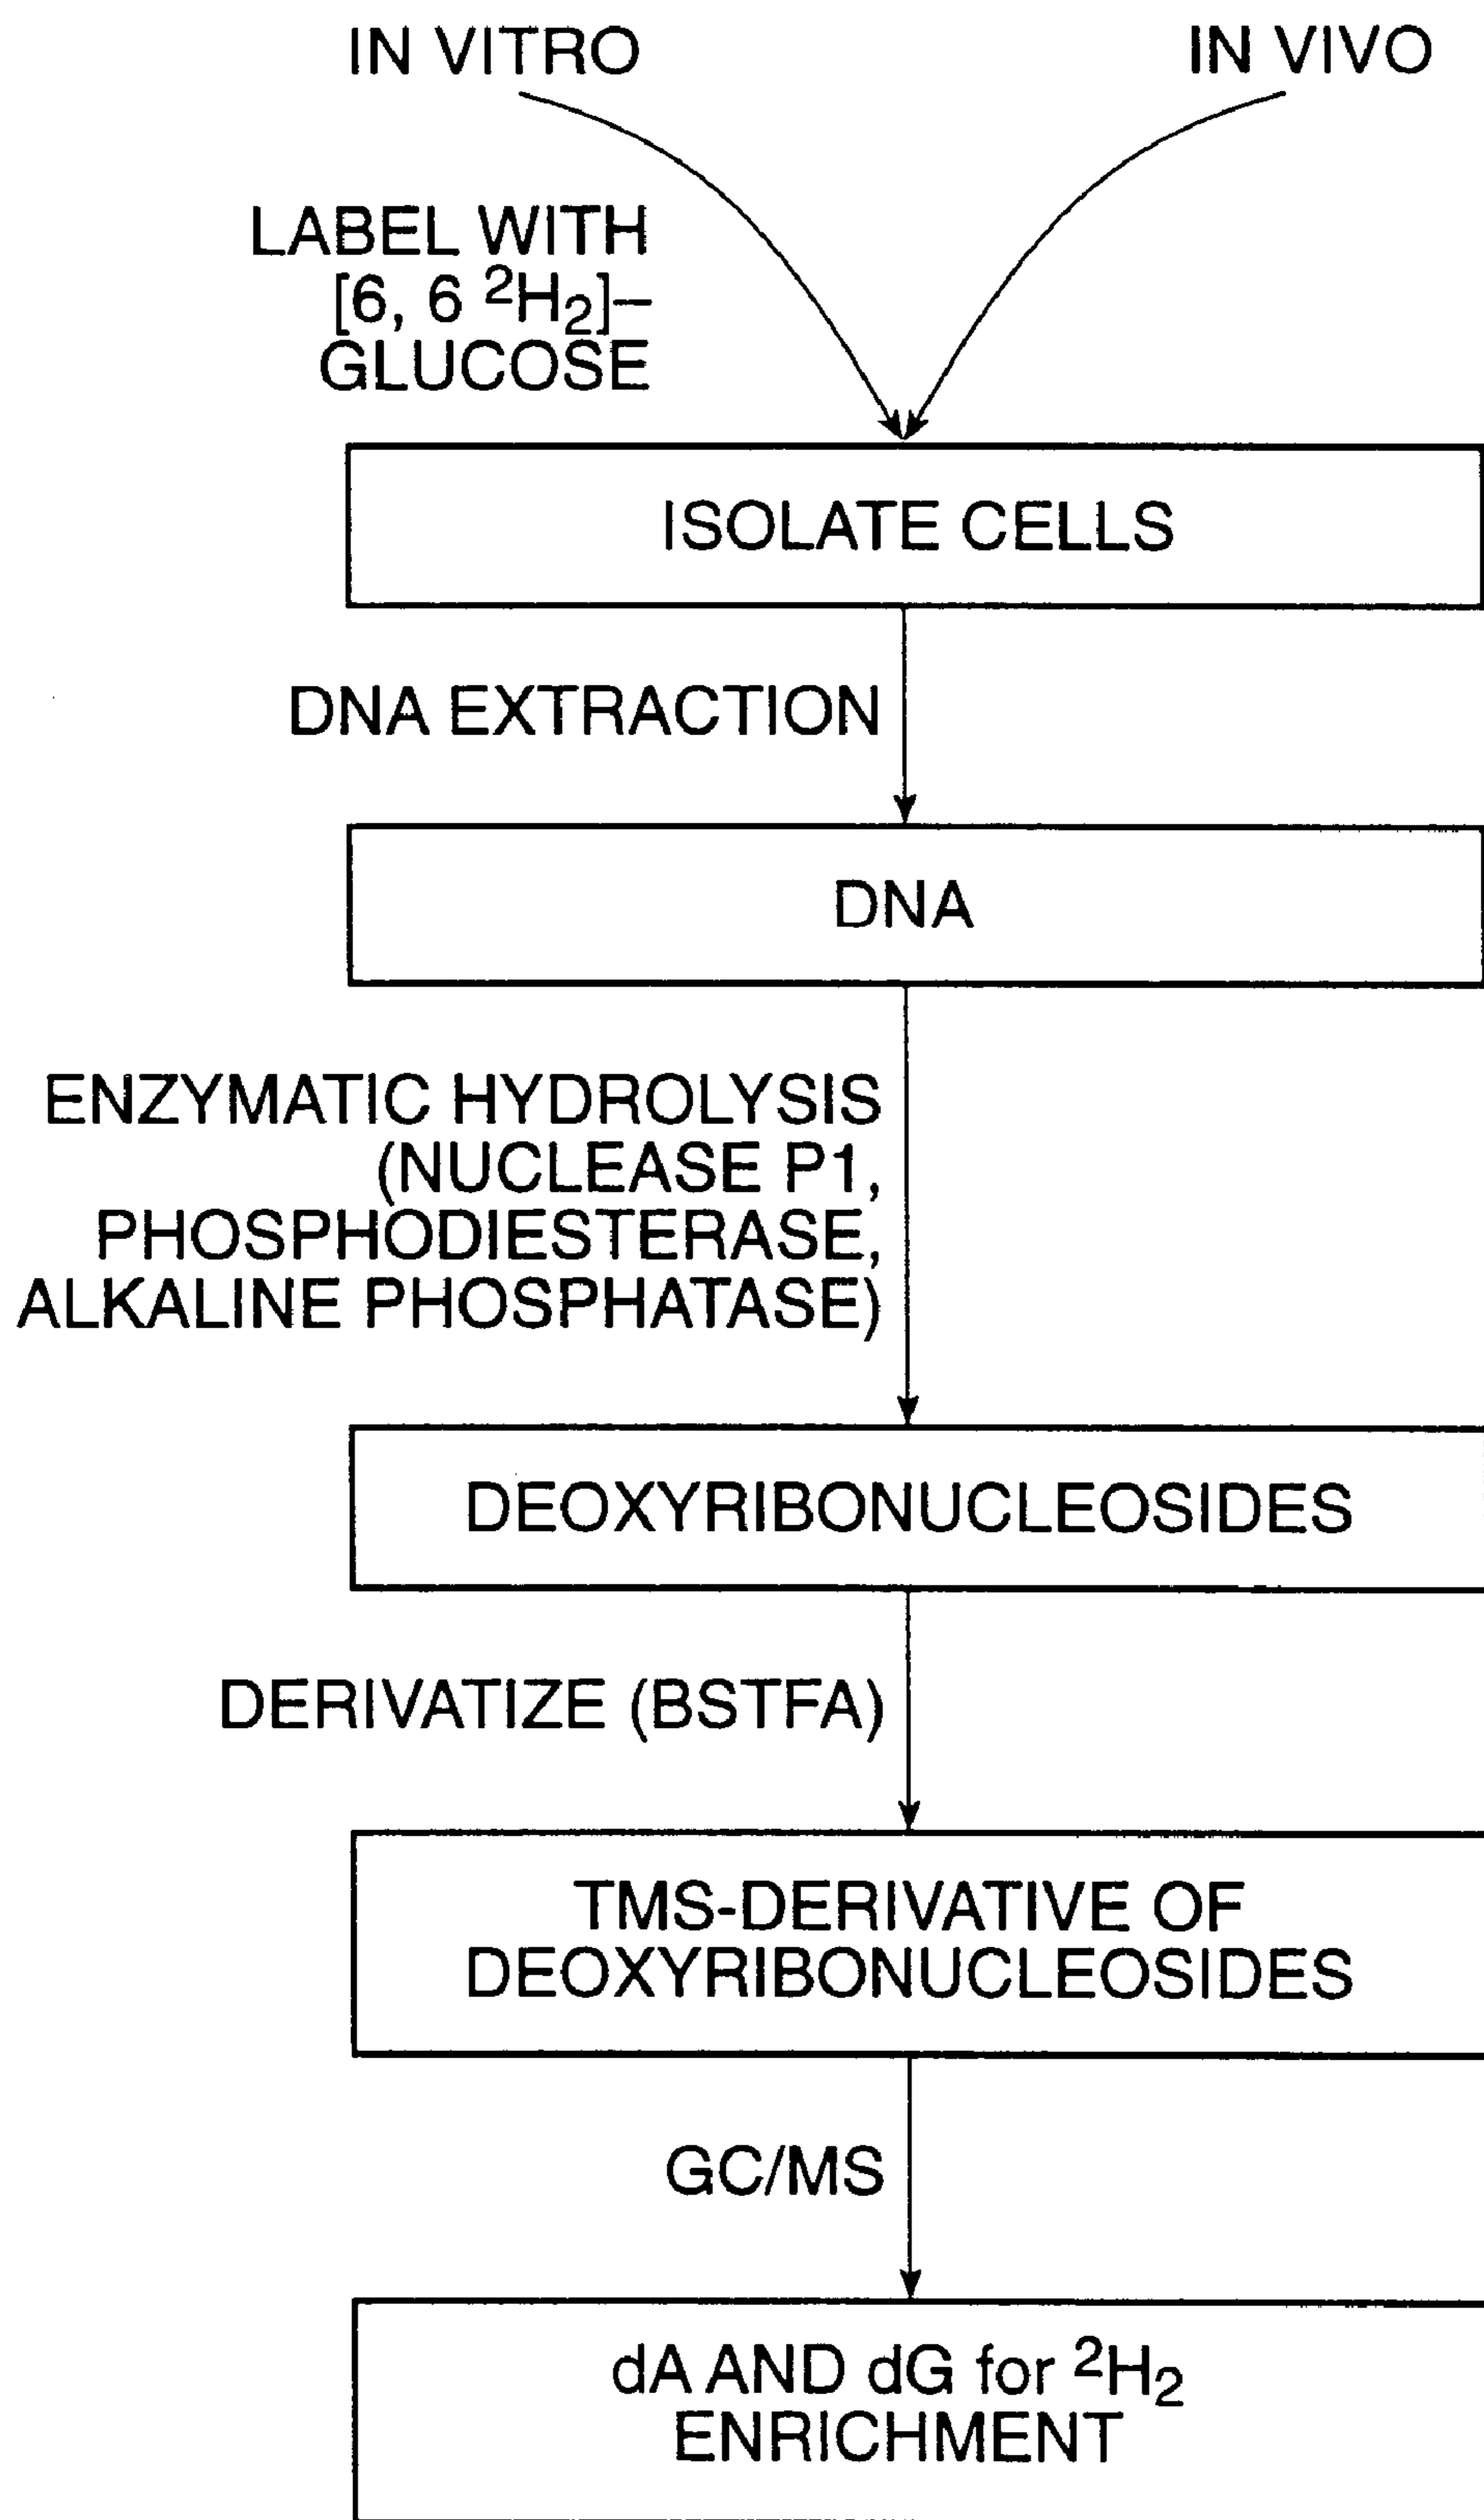 IN VITRO
IN VIVO
LABEL WITH
[6, 6 ²H₂]–
GLUCOSE
ISOLATE CELLS
DNA EXTRACTION
DNA
ENZYMATIC HYDROLYSIS
(NUCLEASE P1,
PHOSPHODIESTERASE,
ALKALINE PHOSPHATASE)
DEOXYRIBONUCLEOSIDES
DERIVATIZE (BSTFA)
TMS-DERIVATIVE OF
DEOXYRIBONUCLEOSIDES
GC/MS
dA AND dG for ²H₂
ENRICHMENT